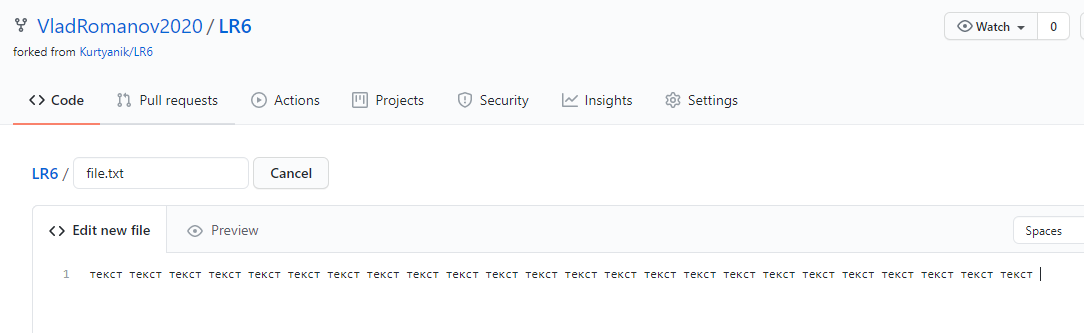 VladRomanov2020 / LR6
Watch 0
forked from Kurtyanik/LR6
Code Pull requests Actions Projects Security Insights Settings
LR6 / file.txt Cancel
Edit new file Preview Spaces
1 текст текст текст текст текст текст текст текст текст текст текст текст текст текст текст текст текст текст текст текст текст текст текст текст